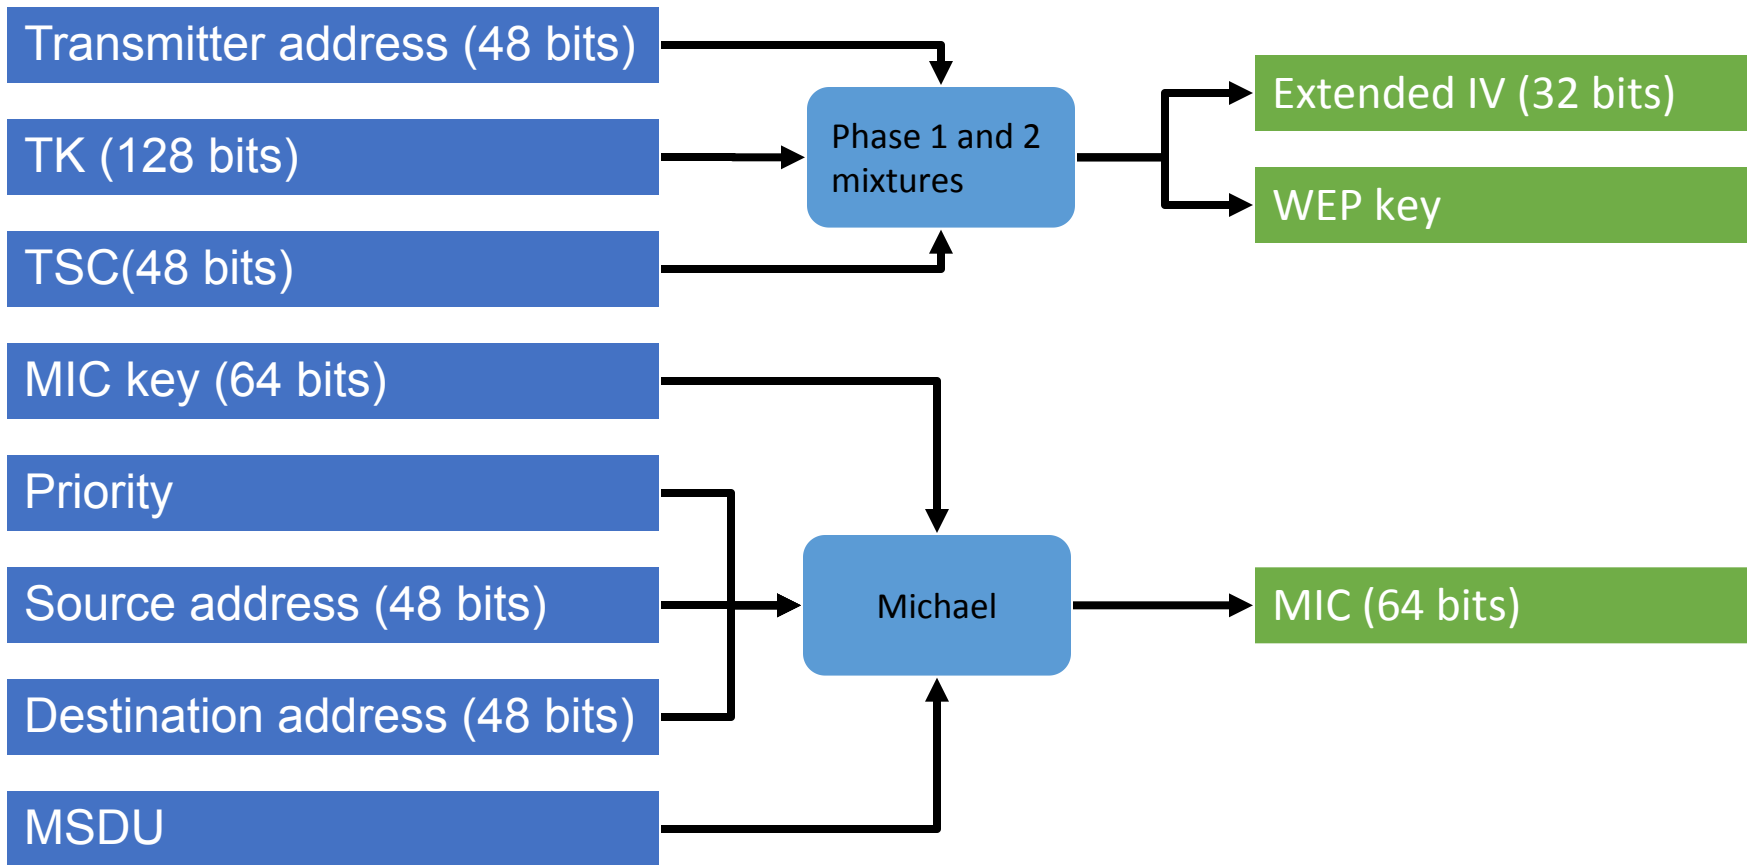 Transmitter address (48 bits)
TK (128 bits)
TSC(48 bits)
MIC key (64 bits)
Priority
Source address (48 bits)
Destination address (48 bits)
MSDU
Phase 1 and 2
mixtures
Michael
Extended IV (32 bits)
WEP key
MIC (64 bits)